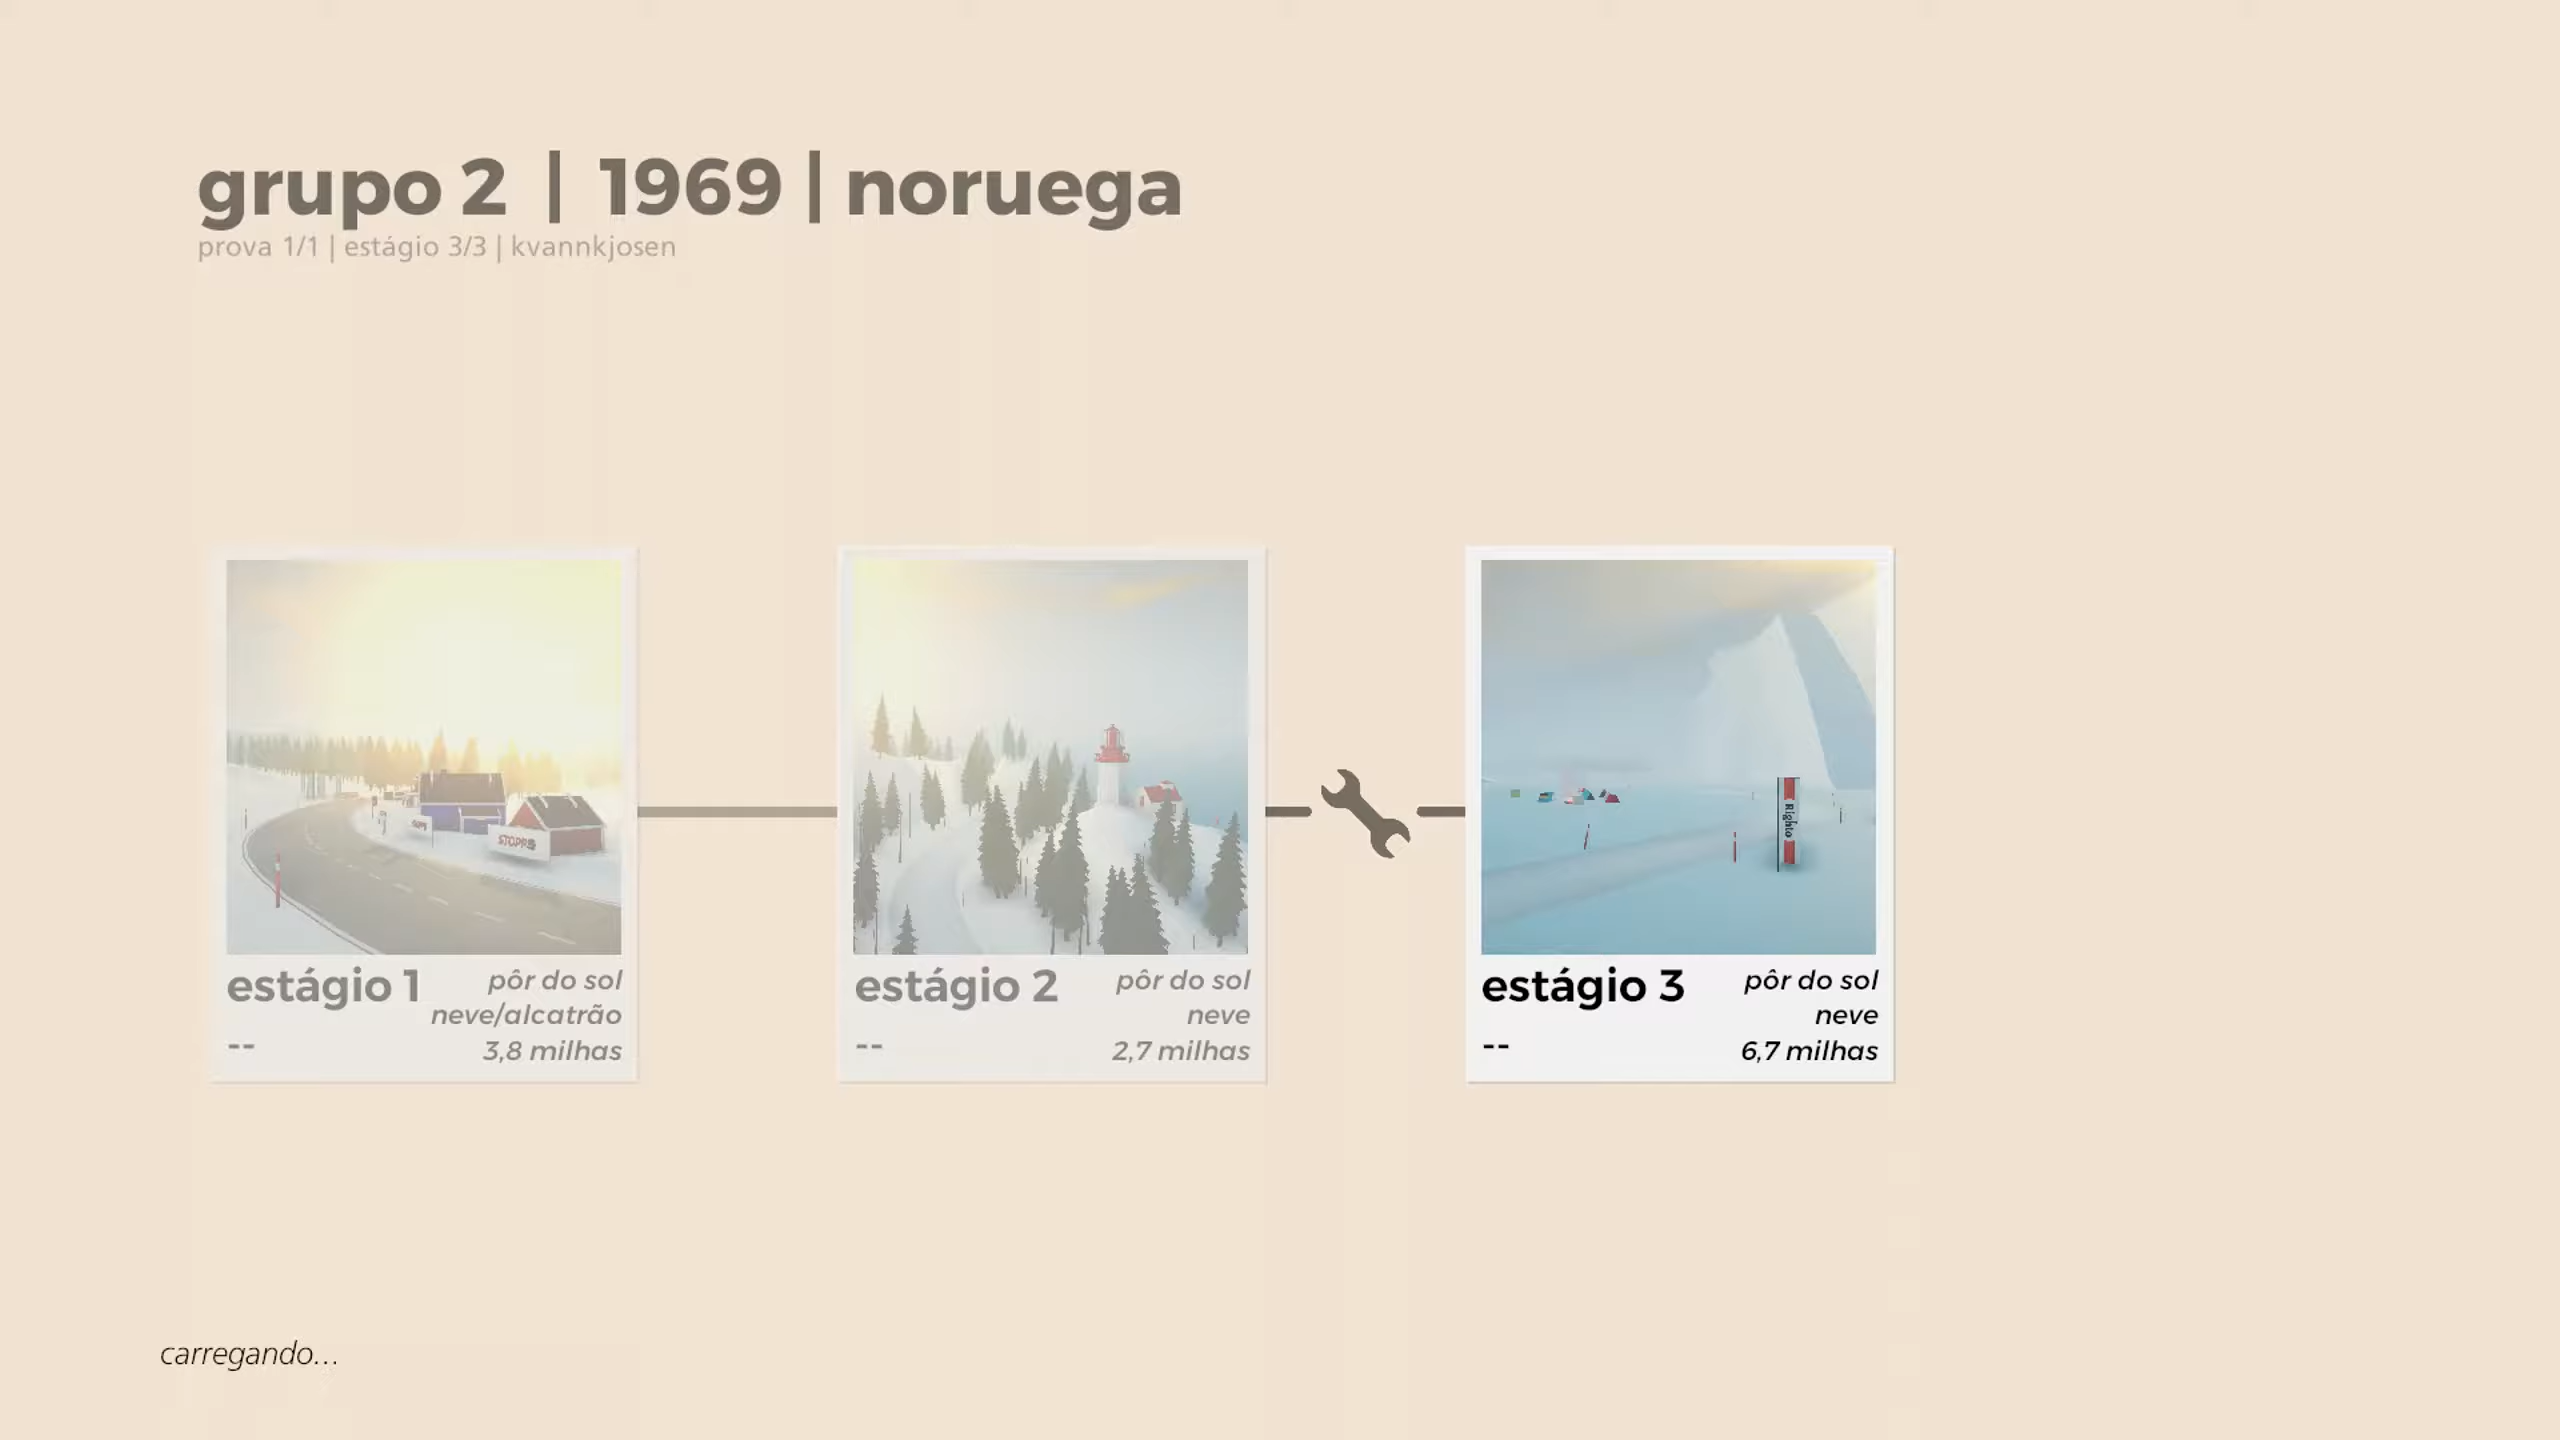 grupo 2 | 1969 | noruega
prova 1/1 | estágio 3/3 | kvannkjosen
STOPP
Righto
estágio 1
pôr do sol
neve/alcatrão
3,8 milhas
--
estágio 2
pôr do sol
neve
2,7 milhas
--
estágio 3
pôr do sol
neve
6,7 milhas
--
carregando...